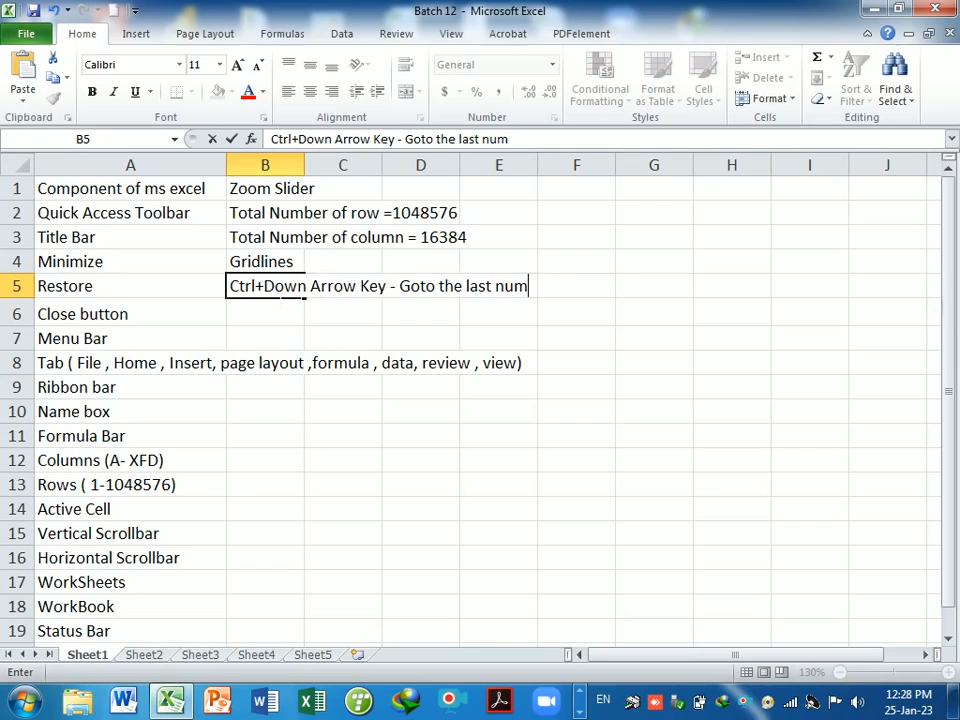 Batch 12 - Microsoft Excel
File Home Insert Page Layout Formulas Data Review View Acrobat PDFelement
Paste
Clipboard
Calibri 11
B I U A
Font
Alignment
General
$ % ,
Number
Conditional Formatting
Format as Table
Cell Styles
Styles
Insert
Delete
Format
Cells
Σ
Sort & Filter
Find & Select
Editing
B5 fx Ctrl+Down Arrow Key - Goto the last num
A B C D E F G H I J
1 Component of ms excel Zoom Slider
2 Quick Access Toolbar Total Number of row =1048576
3 Title Bar Total Number of column = 16384
4 Minimize Gridlines
5 Restore Ctrl+Down Arrow Key - Goto the last num
6 Close button
7 Menu Bar
8 Tab ( File , Home , Insert, page layout ,formula , data, review , view)
9 Ribbon bar
10 Name box
11 Formula Bar
12 Columns (A- XFD)
13 Rows ( 1-1048576)
14 Active Cell
15 Vertical Scrollbar
16 Horizontal Scrollbar
17 WorkSheets
18 WorkBook
19 Status Bar
Sheet1 Sheet2 Sheet3 Sheet4 Sheet5
Enter 130%
EN 12:28 PM
25-Jan-23